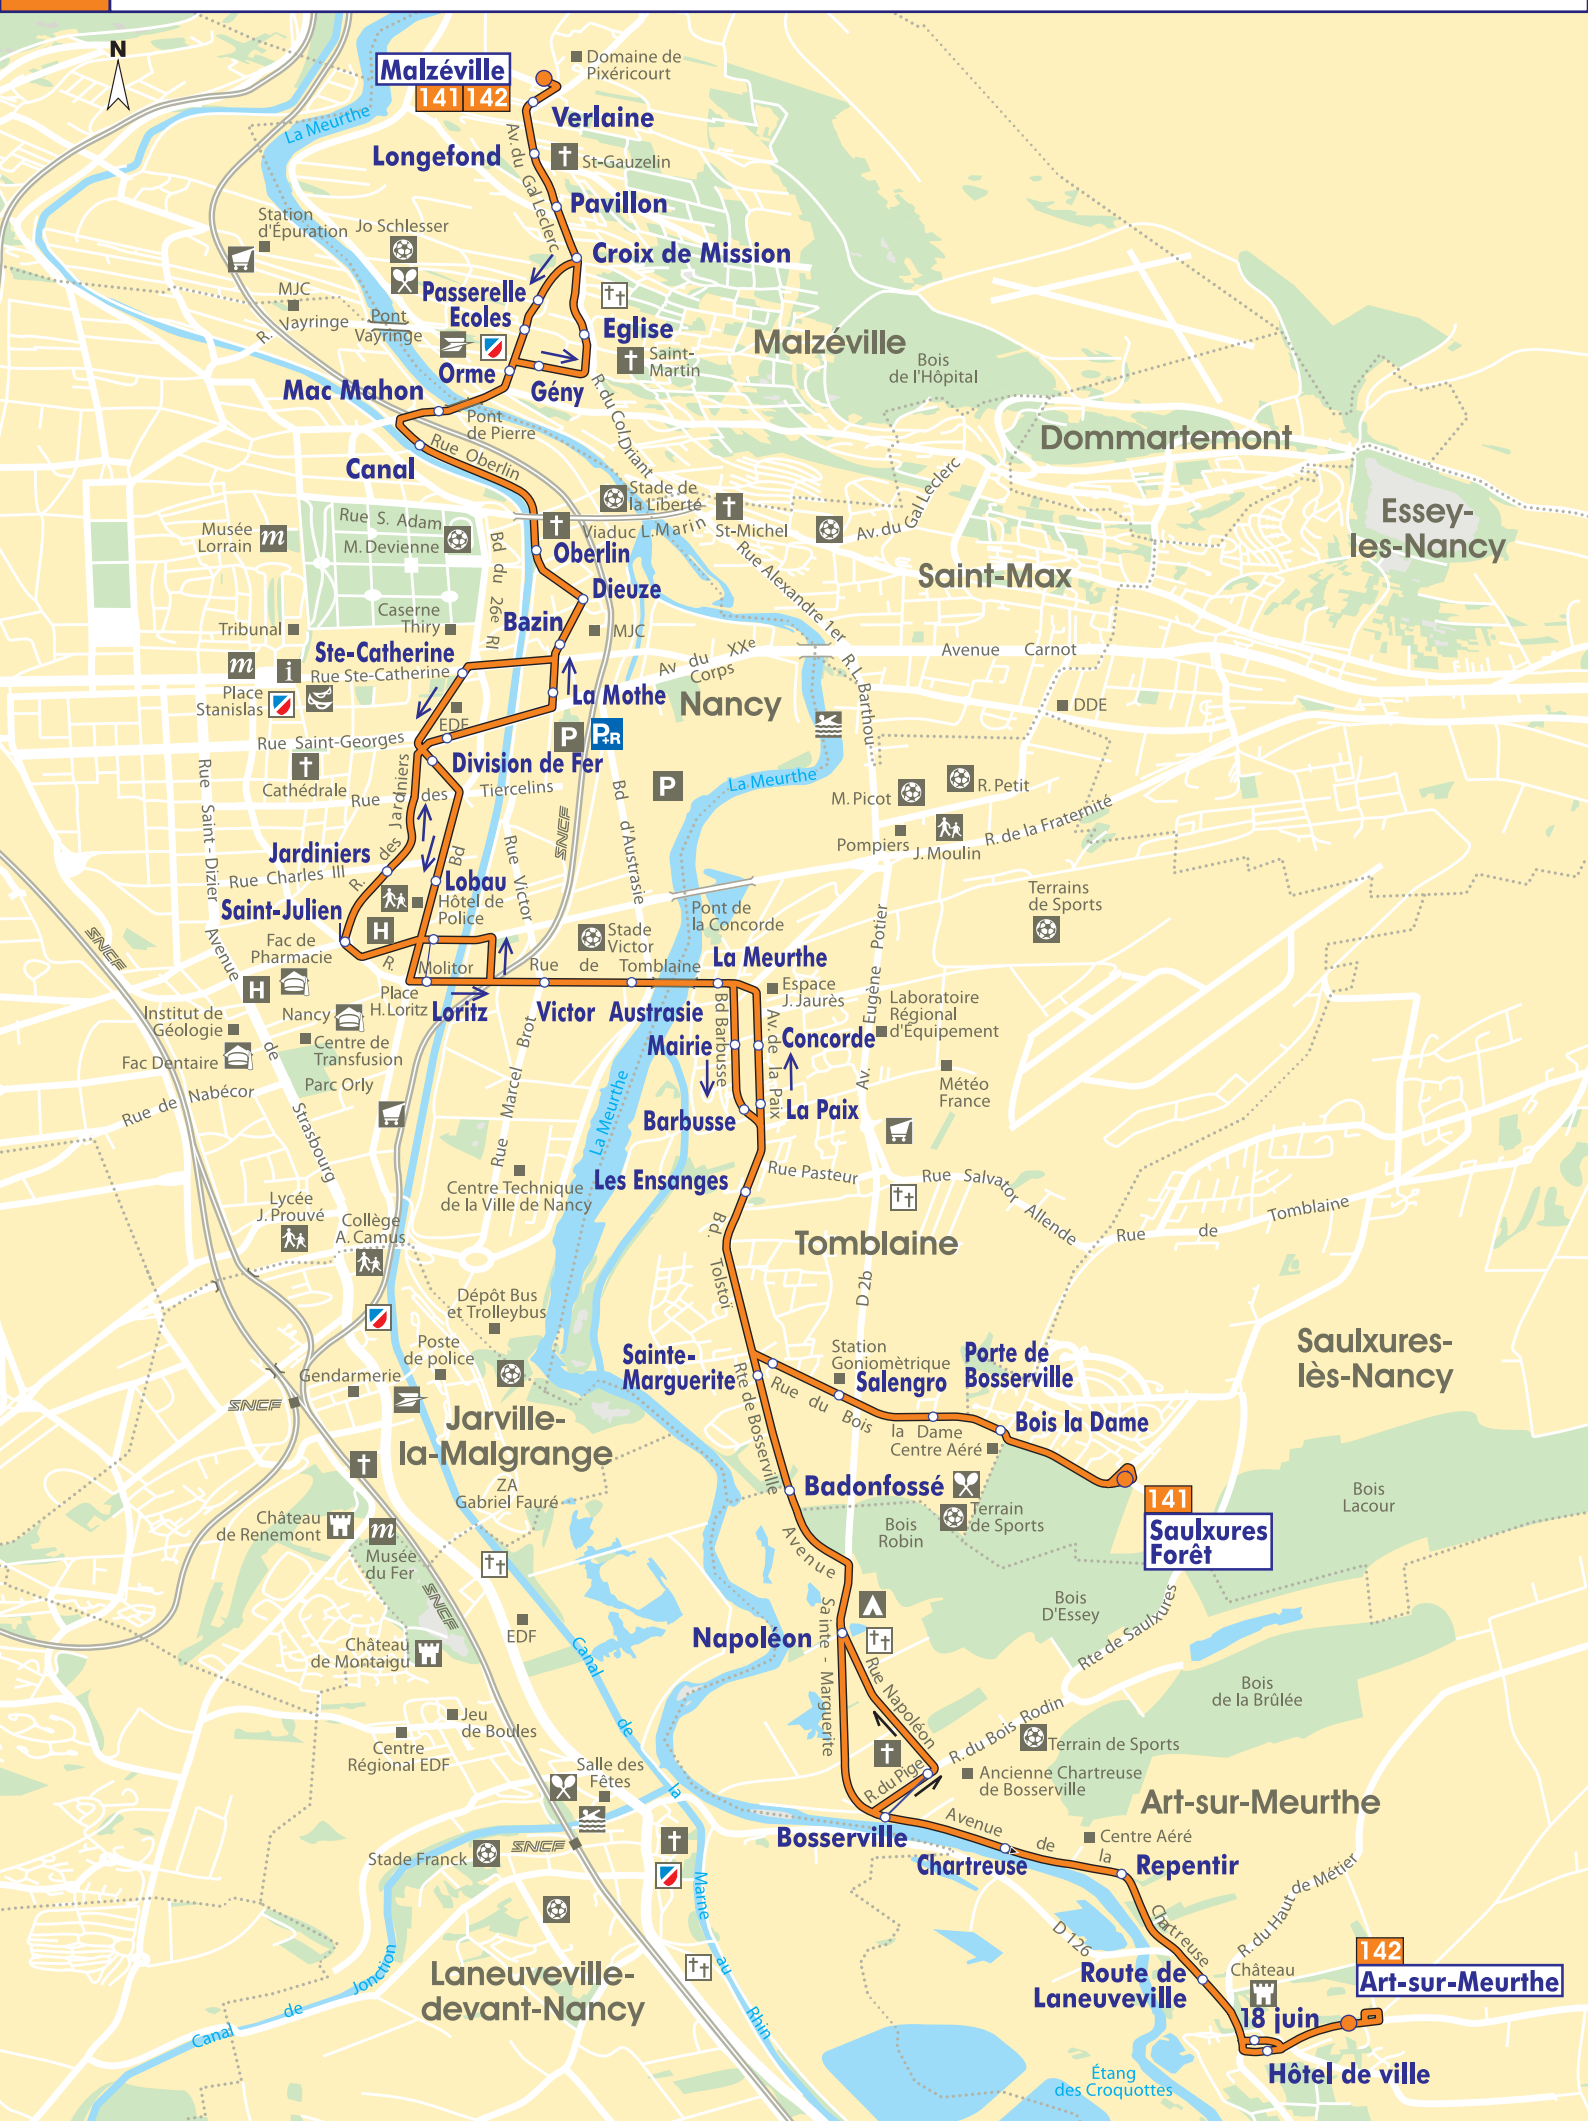 N
Malzéville
141 142
Domaine de
Pixéricourt
Verlaine
La Meurthe
Longefond
Av. du Gal Leclerc
St-Gauzelin
Pavillon
Station
d'Épuration
Jo Schlesser
Croix de Mission
MJC
R. Vayringe
Pont
Vayringe
Passerelle
Ecoles
Eglise
Saint-
Martin
Malzéville
Bois
de l'Hôpital
Orme
Gény
Mac Mahon
Pont
de Pierre
R. du Col. Driant
Rue Oberlin
Canal
Dommartemont
Essey-
les-Nancy
Stade de
la Liberté
Rue S. Adam
M. Devienne
Musée
Lorrain
m
Bd du 26e RI
Viaduc L. Marin
St-Michel
Av. du Gal Leclerc
Oberlin
Rue Alexandre 1er
Saint-Max
Dieuze
Caserne
Thiry
Tribunal
Bazin
MJC
Ste-Catherine
Rue Ste-Catherine
m
i
Place
Stanislas
Av du XXe
Corps
Avenue Carnot
R. L. Barthou
La Mothe
Nancy
DDE
EDF
P
P+R
Rue Saint-Georges
Cathédrale
Division de Fer
Rue des Tiercelins
P
La Meurthe
Rue Saint-Dizier
R. des Jardiniers
Bd d'Austrasie
SNCF
M. Picot
R. Petit
Pompiers
J. Moulin
R. de la Fraternité
Jardiniers
Rue Charles III
Bd
Lobau
Rue Victor
Hôtel de
Police
Saint-Julien
H
Terrains
de Sports
Pont de
la Concorde
SNCF
Avenue de Strasbourg
Fac de
Pharmacie
R. Molitor
Stade
Victor
Rue de Tomblaine
La Meurthe
Espace
J. Jaurès
Av. Eugène Potier
Laboratoire
Régional
d'Équipement
H
Place
H. Loritz
Loritz
Victor
Austrasie
Institut de
Géologie
Nancy
Centre de
Transfusion
Fac Dentaire
Parc Orly
Rue de Nabécor
Bd Barbusse
Mairie
Concorde
Av. de la Paix
Météo
France
Rue Marcel Brot
La Meurthe
Barbusse
La Paix
Rue Pasteur
Rue Salvator Allende
Les Ensanges
Centre Technique
de la Ville de Nancy
Lycée
J. Prouvé
Collège
A. Camus
Bd. Tolstoï
Tomblaine
Rue de Tomblaine
D 2b
Dépôt Bus
et Trolleybus
Poste
de police
Gendarmerie
SNCF
Sainte-
Marguerite
Station
Goniomètrique
Salengro
Porte de
Bosserville
Saulxures-
lès-Nancy
Rue du Bois la Dame
Rte de Bosserville
Bois la Dame
Centre Aéré
Jarville-
la-Malgrange
ZA
Gabriel Fauré
Badonfossé
Terrain
de Sports
Bois
Robin
141
Saulxures
Forêt
Bois
Lacour
Château
de Renemont
m
Musée
du Fer
SNCF
Avenue Sainte - Marguerite
Bois
D'Essey
Rte de Saulxures
EDF
Château
de Montaigu
Napoléon
Rue Napoléon
Bois
de la Brûlée
Jeu
de Boules
Centre
Régional EDF
R. du Bois Rodin
Terrain de Sports
R. du Piget
Ancienne Chartreuse
de Bosserville
Salle des
Fêtes
Art-sur-Meurthe
Stade Franck
SNCF
Bosserville
Avenue de la Chartreuse
Centre Aéré
Chartreuse
Repentir
Canal de la Marne au Rhin
R. du Haut de Métier
D 126
Laneuveville-
devant-Nancy
Canal de Jonction
Route de
Laneuveville
Château
142
Art-sur-Meurthe
18 juin
Hôtel de ville
Étang
des Croquottes